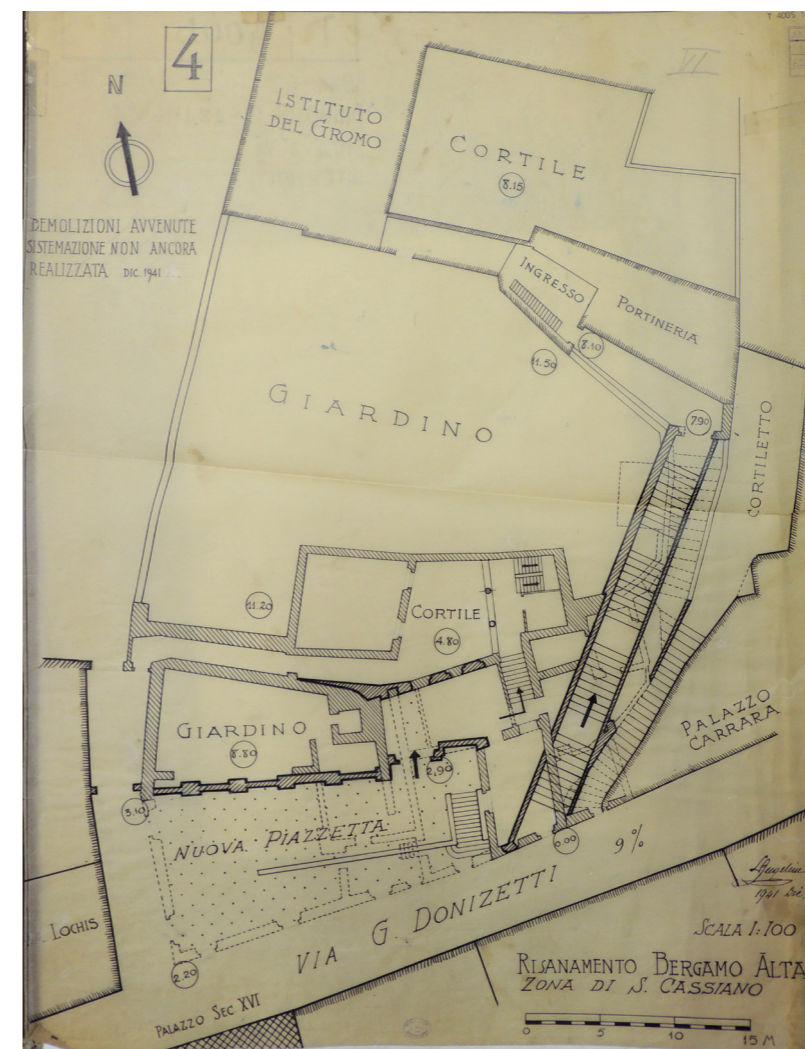 T 4005
4
VI
N
ISTITUTO
DEL GROMO
CORTILE
8.15
DEMOLIZIONI AVVENUTE
SISTEMAZIONE NON ANCORA
REALIZZATA DIC. 1941
INGRESSO
PORTINERIA
8.10
11.50
GIARDINO
7.90
CORTILETTO
11.20
CORTILE
4.80
GIARDINO
8.80
PALAZZO
CARRARA
2,90
3.10
NUOVA PIAZZETTA
0.00
9%
VIA G. DONIZETTI
1941 Dic.
LOCHIS
SCALA 1:100
2.20
RISANAMENTO BERGAMO ALTA
ZONA DI S. CASSIANO
PALAZZO SEC XVI
0 5 10 15 M